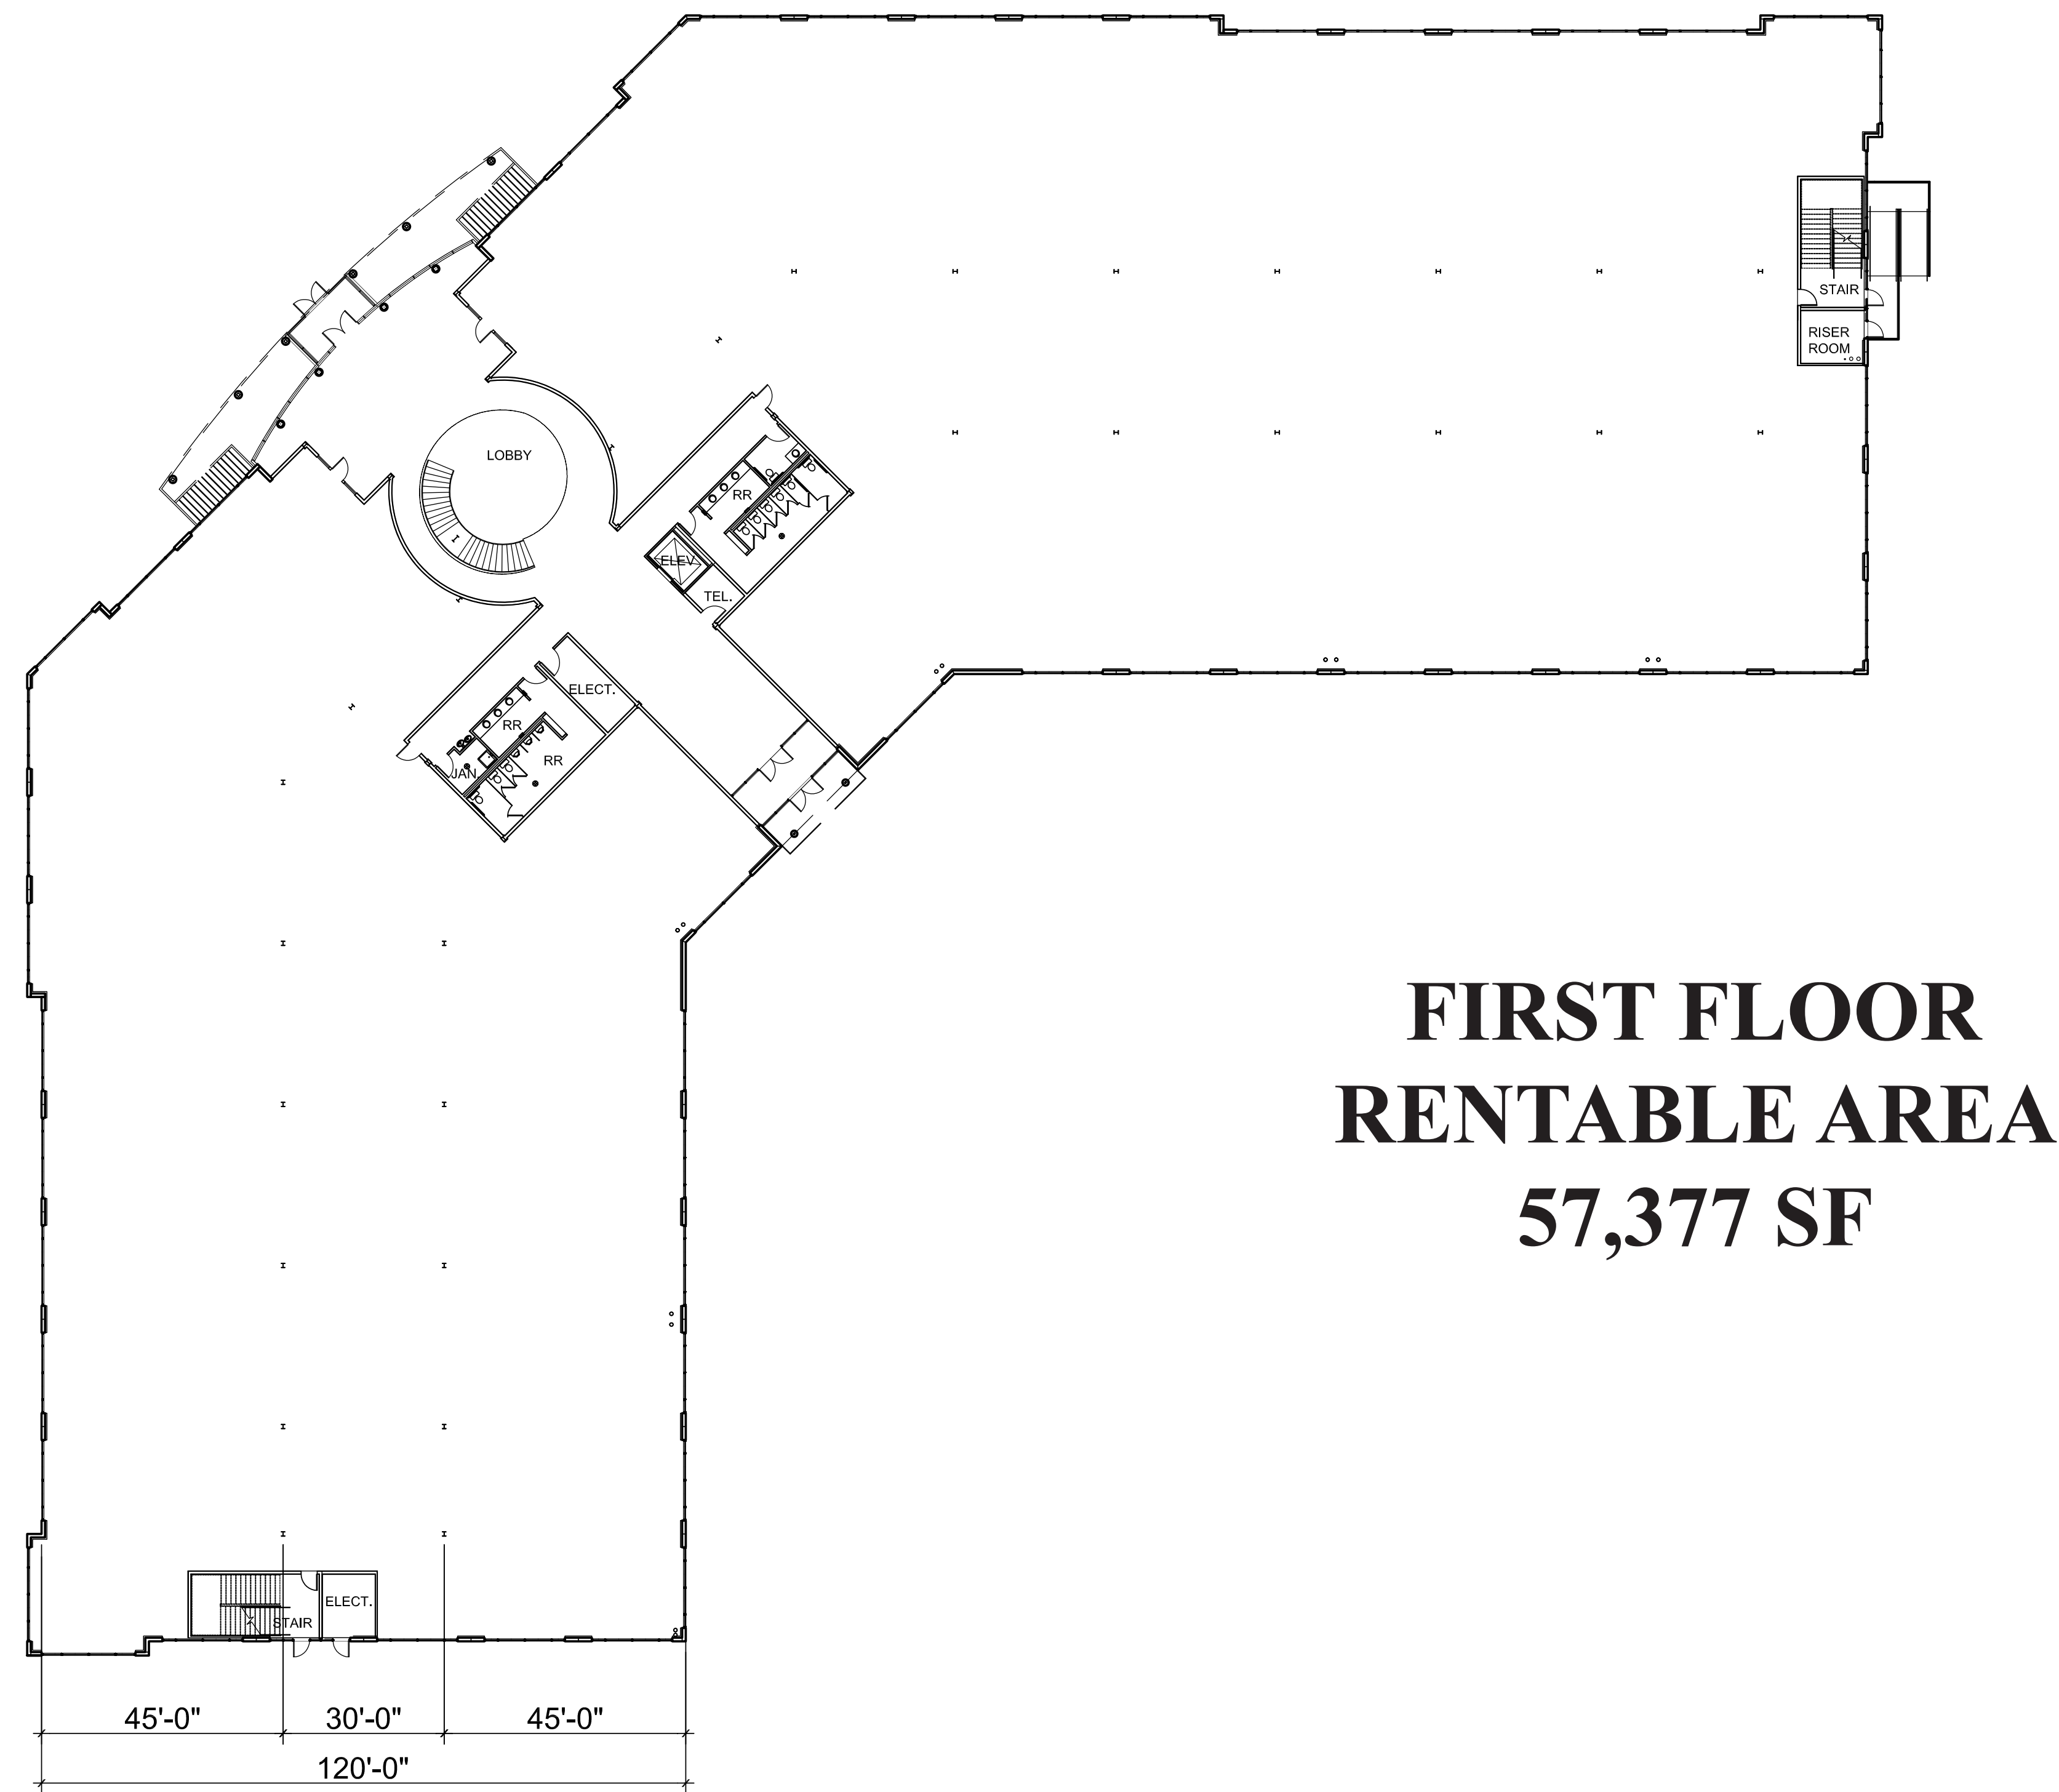 STAIR
RISER
ROOM
LOBBY
RR
ELEV.
TEL.
ELECT.
RR
RR
JAN.
FIRST FLOOR
RENTABLE AREA
57,377 SF
ELECT.
STAIR
45'-0"
30'-0"
45'-0"
120'-0"